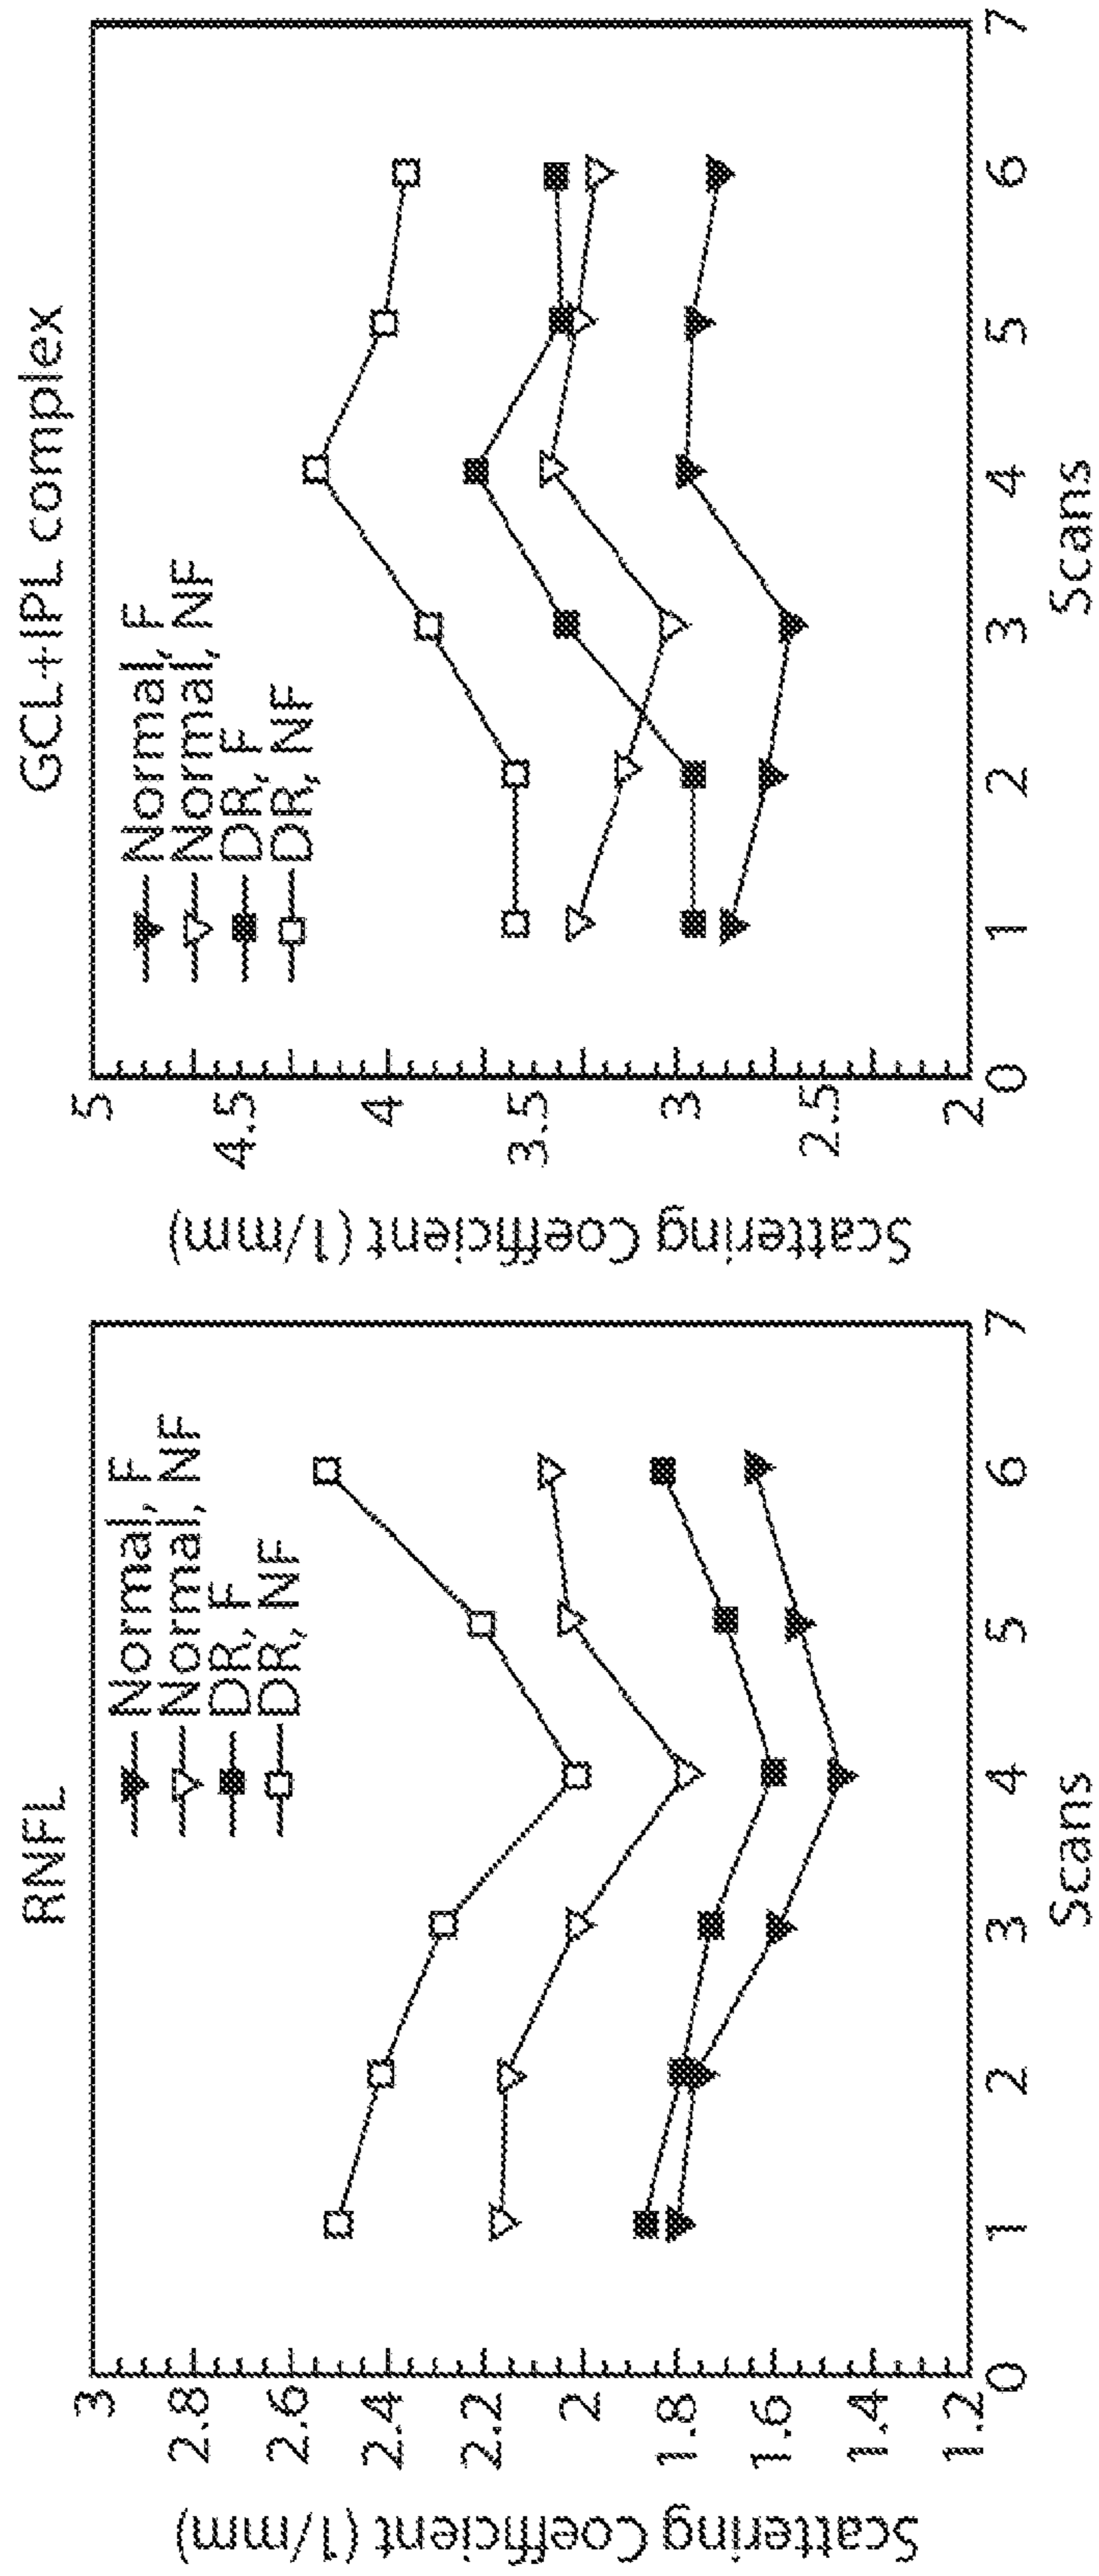 RNFL
Normal, F
Normal, NF
DR, F
DR, NF
Scattering Coefficient (1/mm)
3
2.8
2.6
2.4
2.2
2
1.8
1.6
1.4
1.2
0 1 2 3 4 5 6 7
Scans
GCL+IPL complex
Normal, F
Normal, NF
DR, F
DR, NF
Scattering Coefficient (1/mm)
5
4.5
4
3.5
3
2.5
2
0 1 2 3 4 5 6 7
Scans